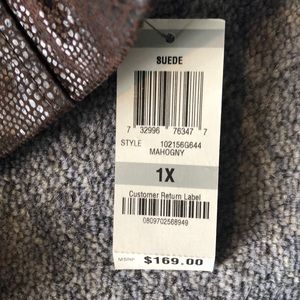 SUEDE
7 32996 76347 7
STYLE 102156G644
MAHOGNY
1X
Customer Return Label
0809702568949
MSRP $169.00